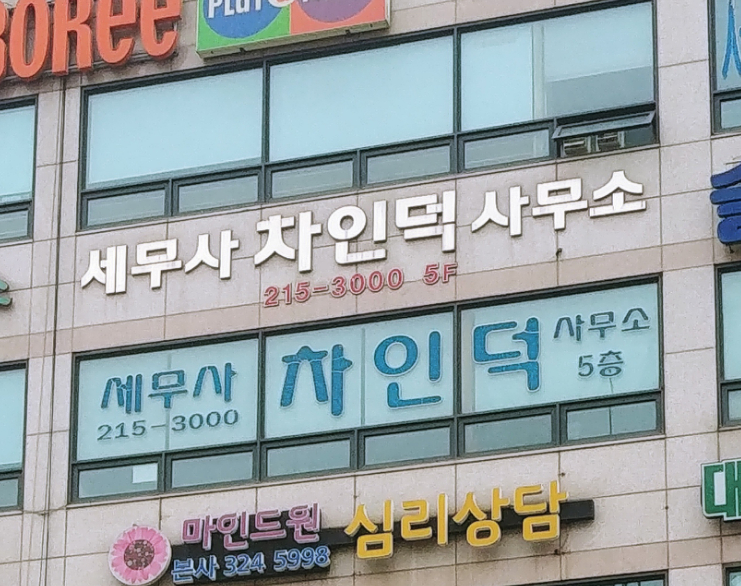 세무사 차인덕 사무소
215-3000 5F
세무사 차인덕 사무소
215-3000 5층
마인드원 심리상담
본사 324 5998